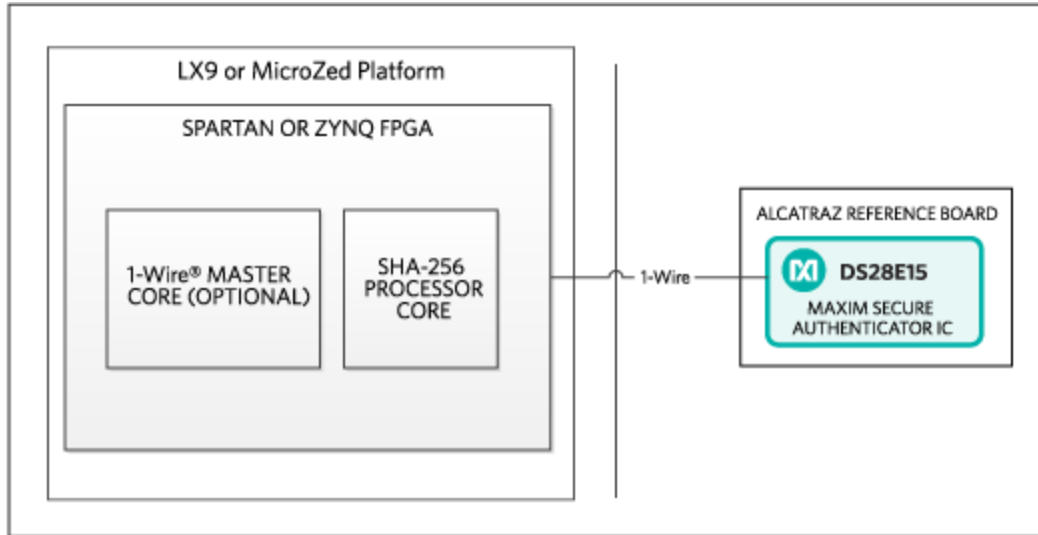 LX9 or MicroZed Platform
SPARTAN OR ZYNQ FPGA
1-Wire® MASTER
CORE (OPTIONAL)
SHA-256
PROCESSOR
CORE
1-Wire
ALCATRAZ REFERENCE BOARD
DS28E15
MAXIM SECURE
AUTHENTICATOR IC